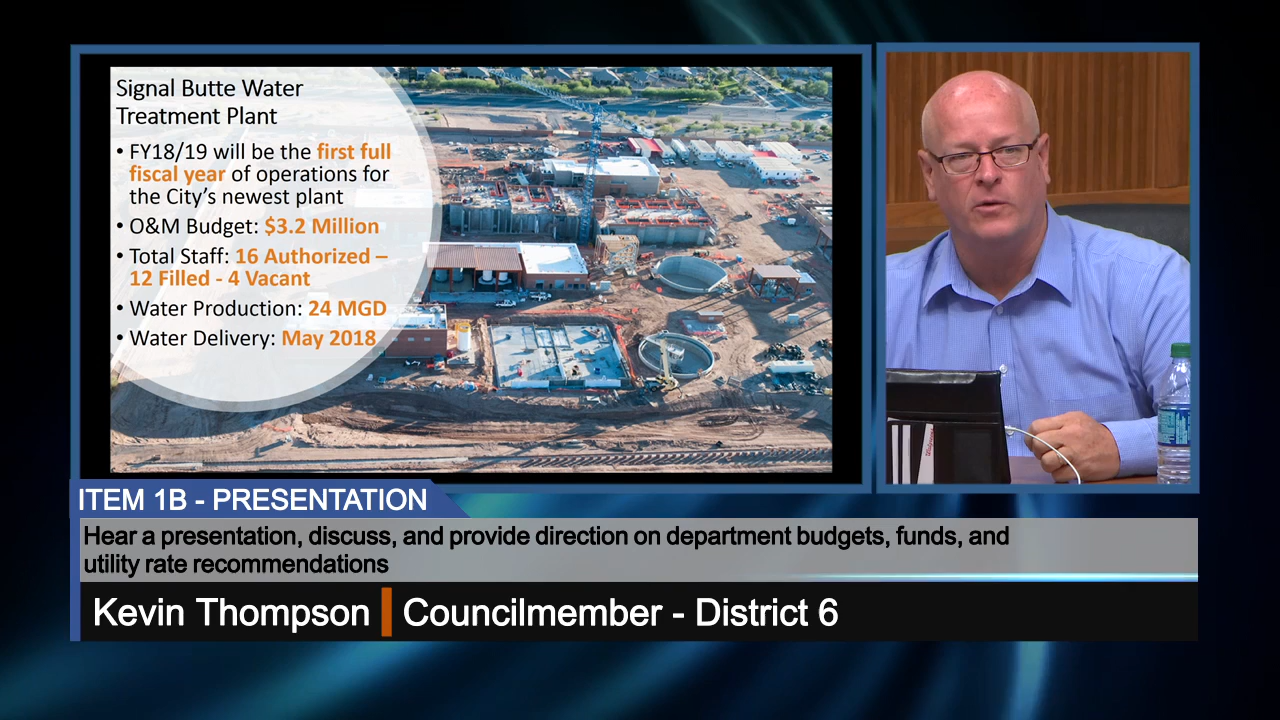 Signal Butte Water
Treatment Plant
• FY18/19 will be the first full
fiscal year of operations for
the City's newest plant
• O&M Budget: $3.2 Million
• Total Staff: 16 Authorized –
12 Filled - 4 Vacant
• Water Production: 24 MGD
• Water Delivery: May 2018
ITEM 1B - PRESENTATION
Hear a presentation, discuss, and provide direction on department budgets, funds, and
utility rate recommendations
Kevin Thompson Councilmember - District 6